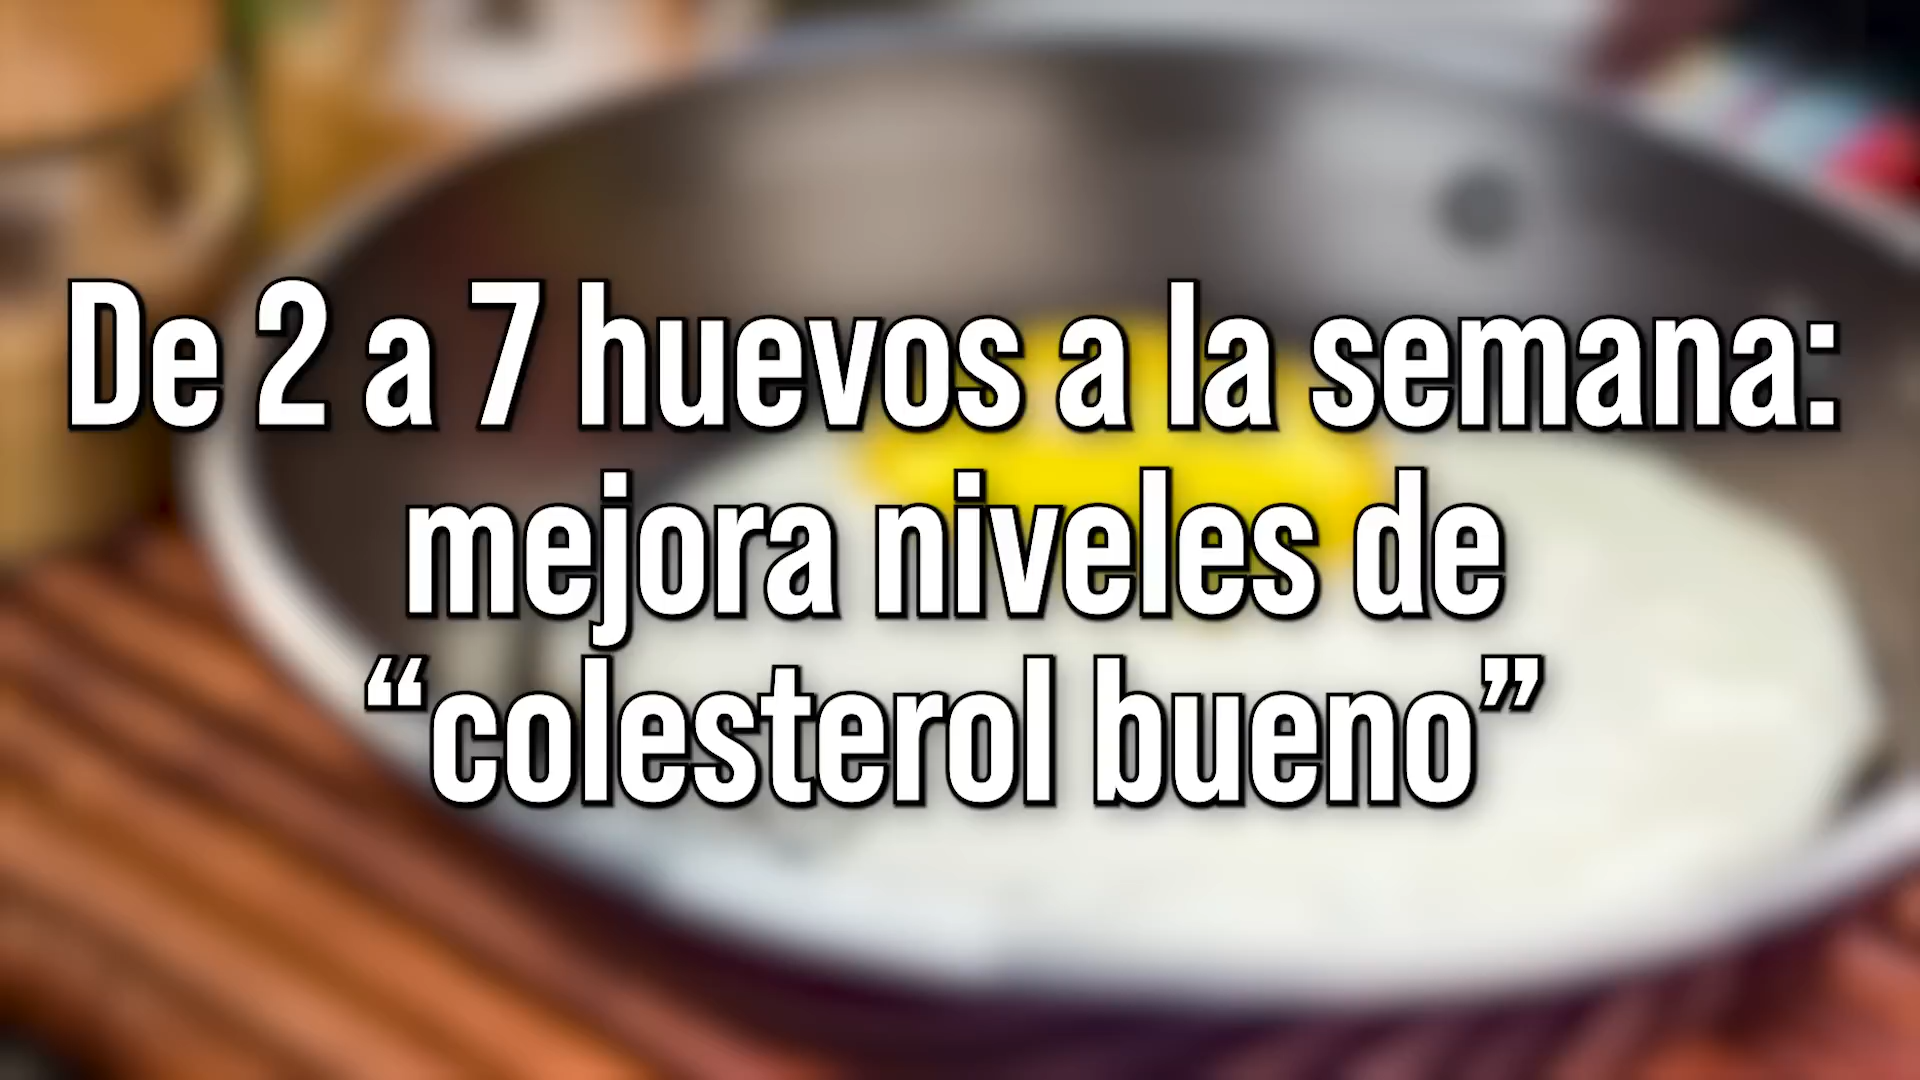 De 2 a 7 huevos a la semana:
mejora niveles de
“colesterol bueno”